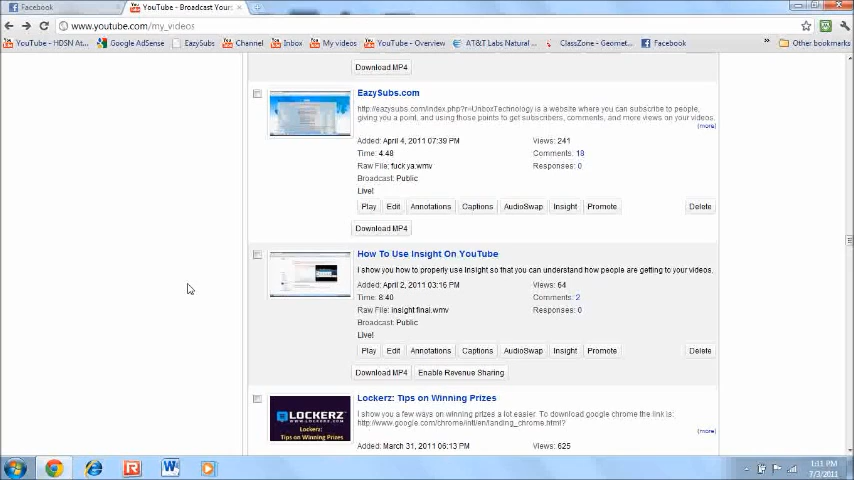 Facebook
YouTube - Broadcast Your
www.youtube.com/my_videos
YouTube - HDSN At... Google AdSense EazySubs Channel Inbox My videos YouTube - Overview AT&T Labs Natural ... ClassZone - Geomet... Facebook » Other bookmarks
Download MP4
EazySubs.com
http://eazysubs.com/index.php?r=UnboxTechnology is a website where you can subscribe to people,
giving you a point, and using those points to get subscribers, comments, and more views on your videos.
(more)
Added: April 4, 2011 07:39 PM Views: 241
Time: 4:48 Comments: 18
Raw File: fuck ya.wmv Responses: 0
Broadcast: Public
Live!
Play Edit Annotations Captions AudioSwap Insight Promote Delete
Download MP4
How To Use Insight On YouTube
I show you how to properly use Insight so that you can understand how people are getting to your videos.
Added: April 2, 2011 03:16 PM Views: 64
Time: 8:40 Comments: 2
Raw File: insight final.wmv Responses: 0
Broadcast: Public
Live!
Play Edit Annotations Captions AudioSwap Insight Promote Delete
Download MP4 Enable Revenue Sharing
LOCKERZ
WWW.LOCKERZ.COM
Lockerz:
Tips on Winning Prizes
Lockerz: Tips on Winning Prizes
I show you a few ways on winning prizes a lot easier. To download google chrome the link is:
http://www.google.com/chrome/intl/en/landing_chrome.html?
(more)
Added: March 31, 2011 06:13 PM Views: 625
1:11 PM
7/3/2011